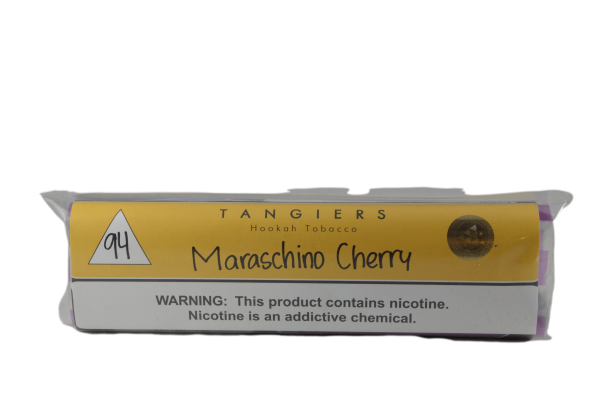 TANGIERS
Hookah Tobacco
94
Maraschino Cherry
WARNING: This product contains nicotine.
Nicotine is an addictive chemical.